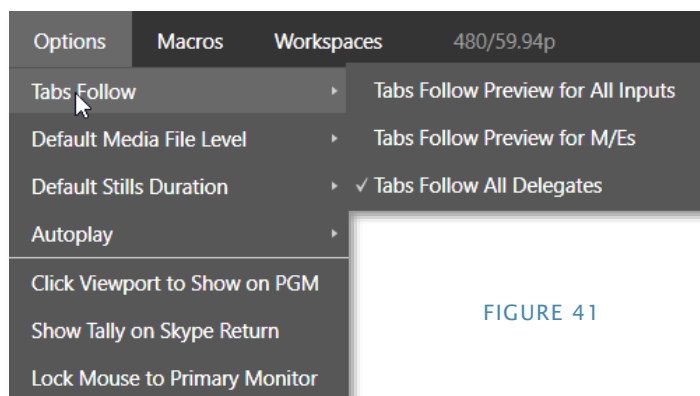 Options Macros Workspaces 480/59.94p
Tabs Follow
Tabs Follow Preview for All Inputs
Default Media File Level
Tabs Follow Preview for M/Es
Default Stills Duration
✓ Tabs Follow All Delegates
Autoplay
Click Viewport to Show on PGM
Show Tally on Skype Return
Lock Mouse to Primary Monitor
FIGURE 41